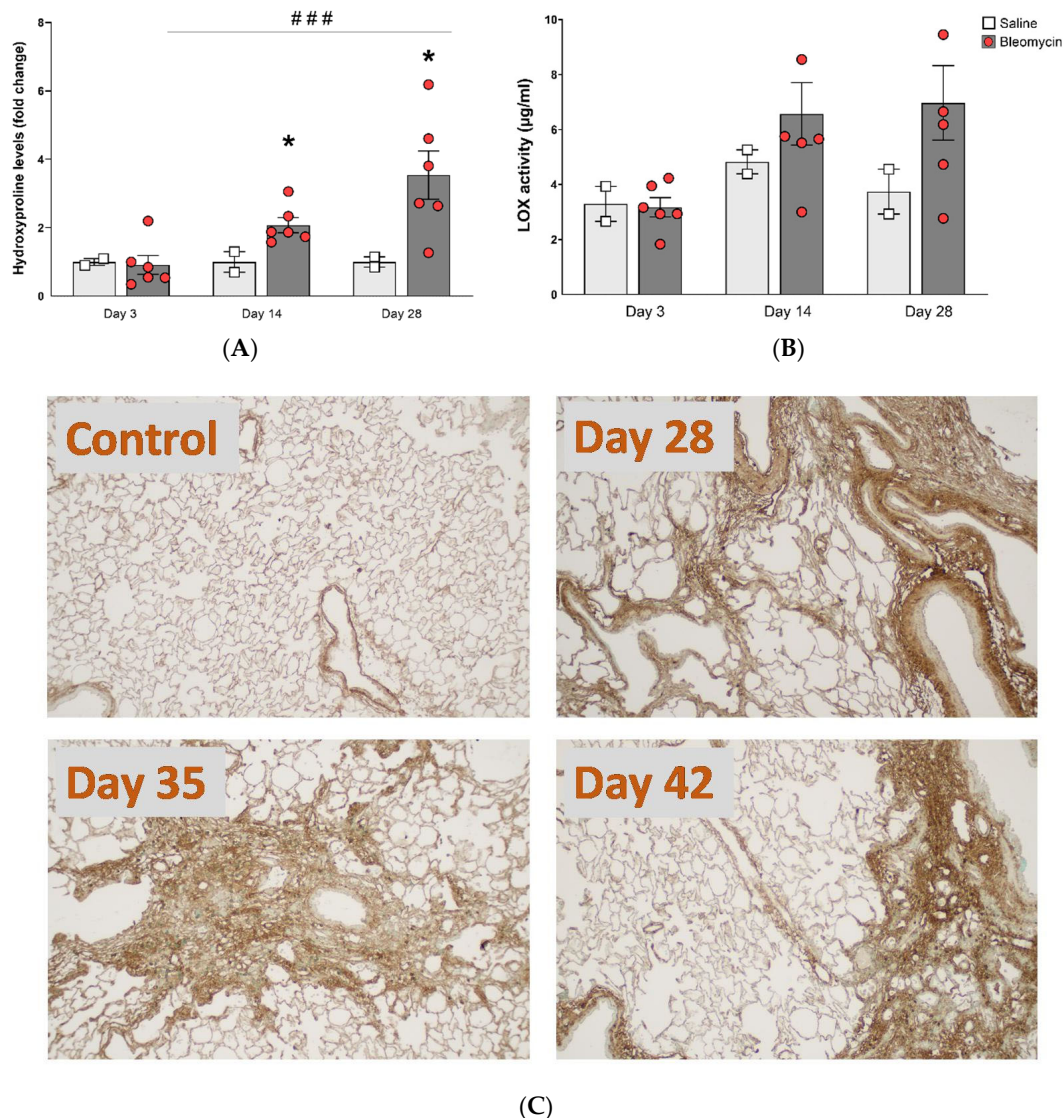 Hydroxyproline levels (fold change)
8
6
4
2
0
###
*
*
Day 3
Day 14
Day 28
(A)
LOX activity (µg/ml)
10
8
6
4
2
0
Day 3
Day 14
Day 28
Saline
Bleomycin
(B)
Control
Day 28
Day 35
Day 42
(C)